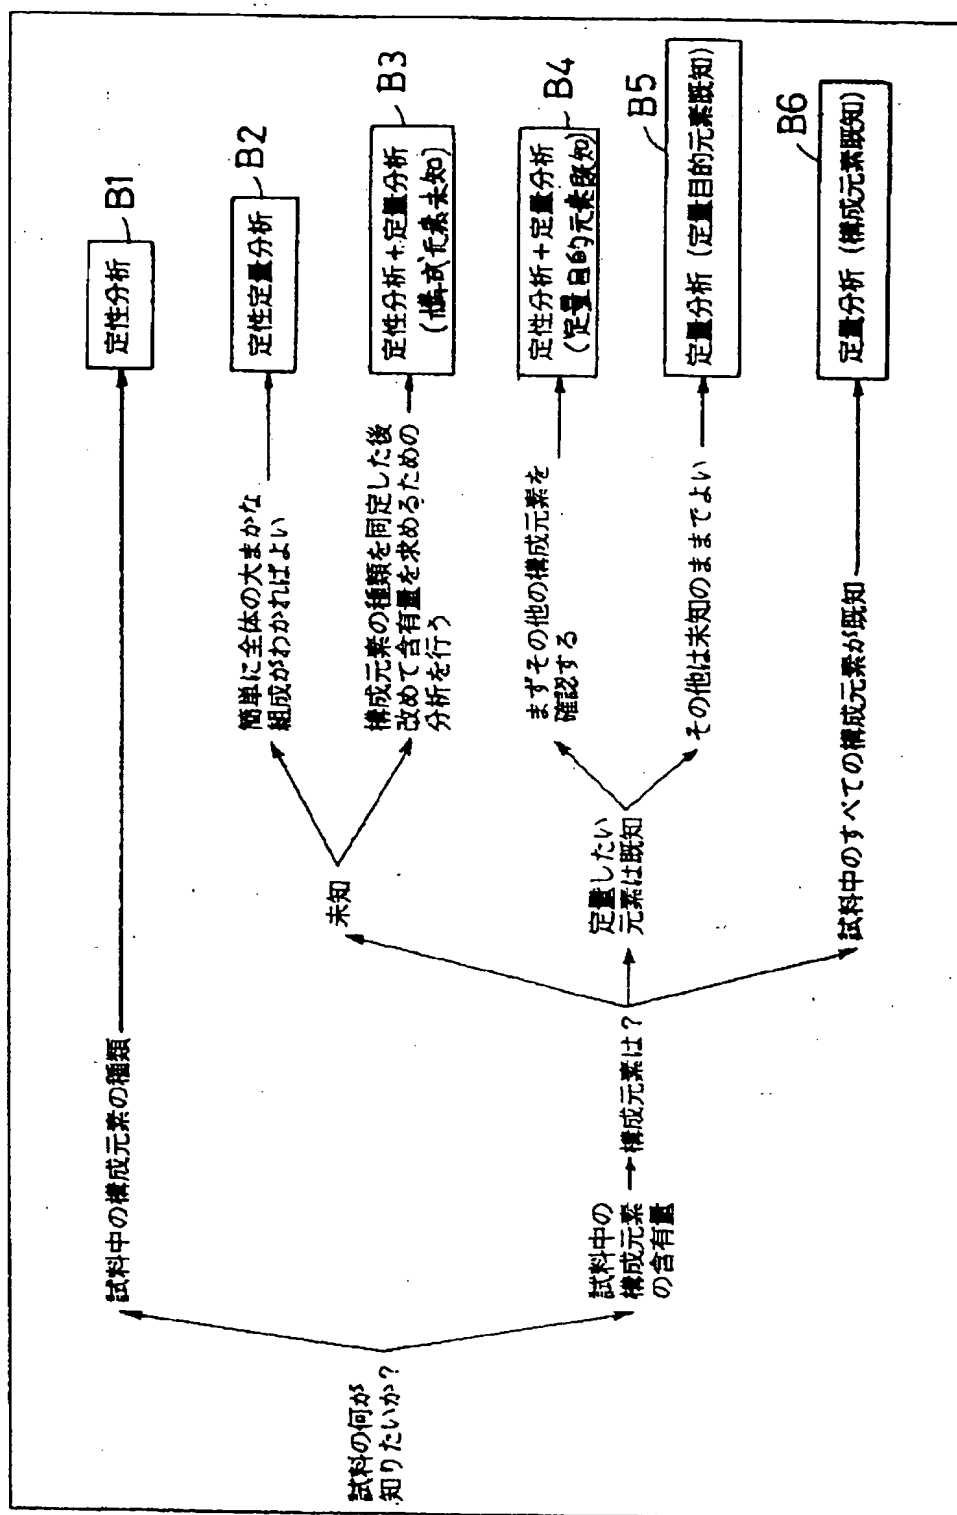 試料の何が
知りたいか?
試料中の構成元素の種類
定性分析
B1
試料中の
構成元素
の含有量
構成元素は?
未知
簡単に全体の大まかな
組成がわかればよい
定性定量分析
B2
構成元素の種類を同定した後
改めて含有量を求めるための
分析を行う
定性分析+定量分析
(構成元素未知)
B3
定量したい
元素は既知
まずその他の構成元素を
確認する
定性分析+定量分析
(定量目的元素既知)
B4
その他は未知のままでよい
定量分析(定量目的元素既知)
B5
試料中のすべての構成元素が既知
定量分析(構成元素既知)
B6